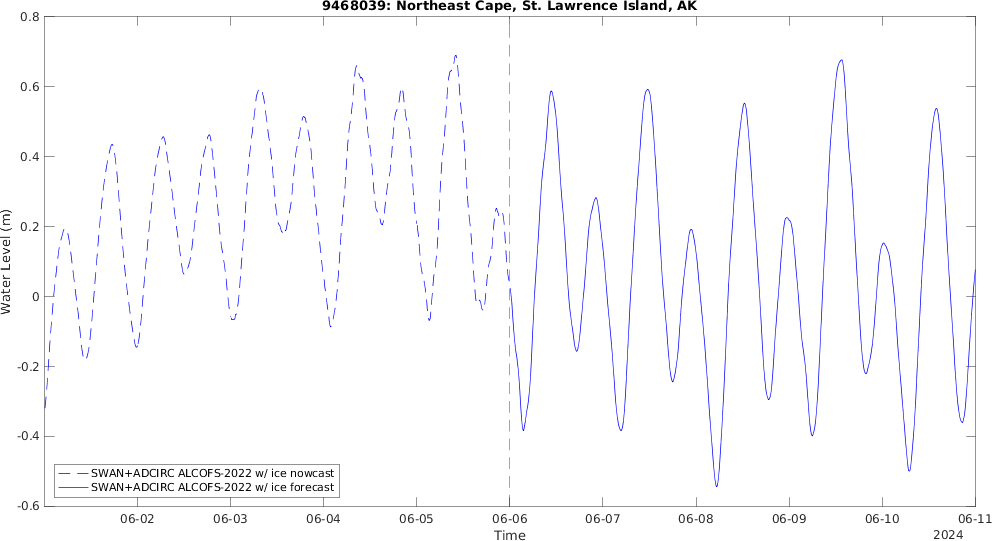 9468039: Northeast Cape, St. Lawrence Island, AK
0.8
0.6
0.4
0.2
0
-0.2
-0.4
-0.6
Water Level (m)
SWAN+ADCIRC ALCOFS-2022 w/ ice nowcast
SWAN+ADCIRC ALCOFS-2022 w/ ice forecast
06-02 06-03 06-04 06-05 06-06 06-07 06-08 06-09 06-10 06-11
Time
2024